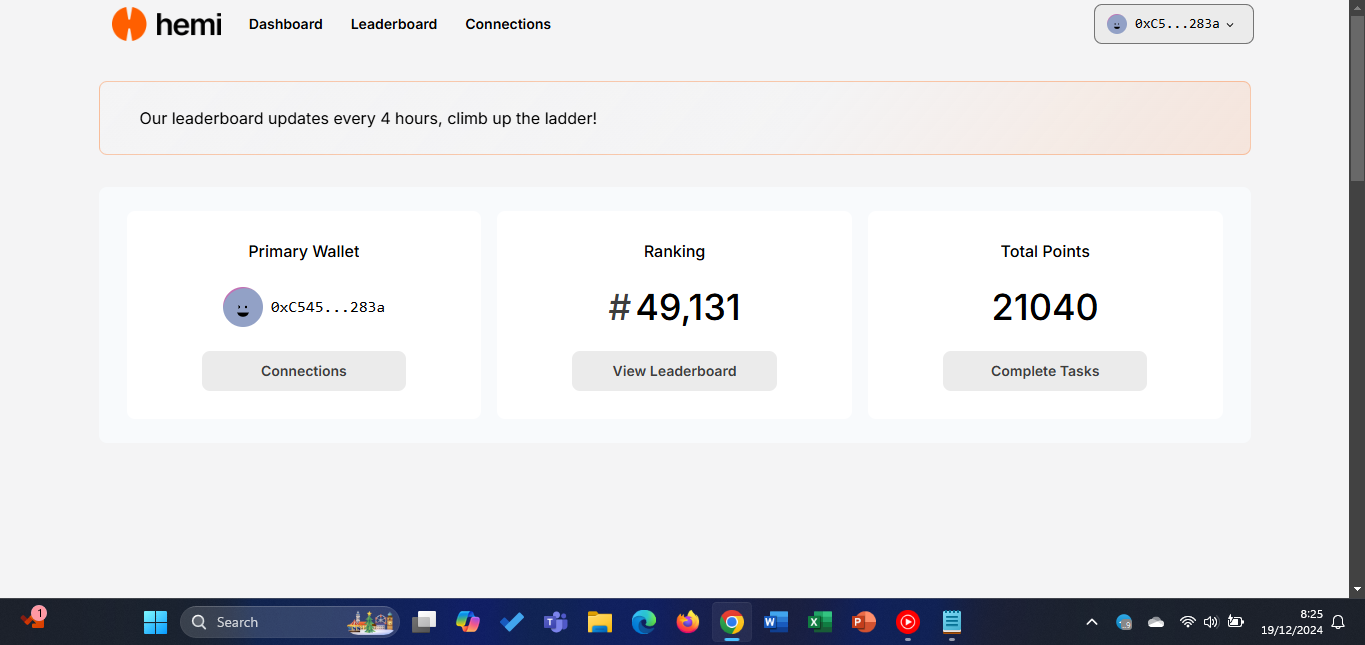 hemi
Dashboard
Leaderboard
Connections
0xC5...283a
Our leaderboard updates every 4 hours, climb up the ladder!
Primary Wallet
0xC545...283a
Connections
Ranking
#49,131
View Leaderboard
Total Points
21040
Complete Tasks
1
Search
8:25
19/12/2024